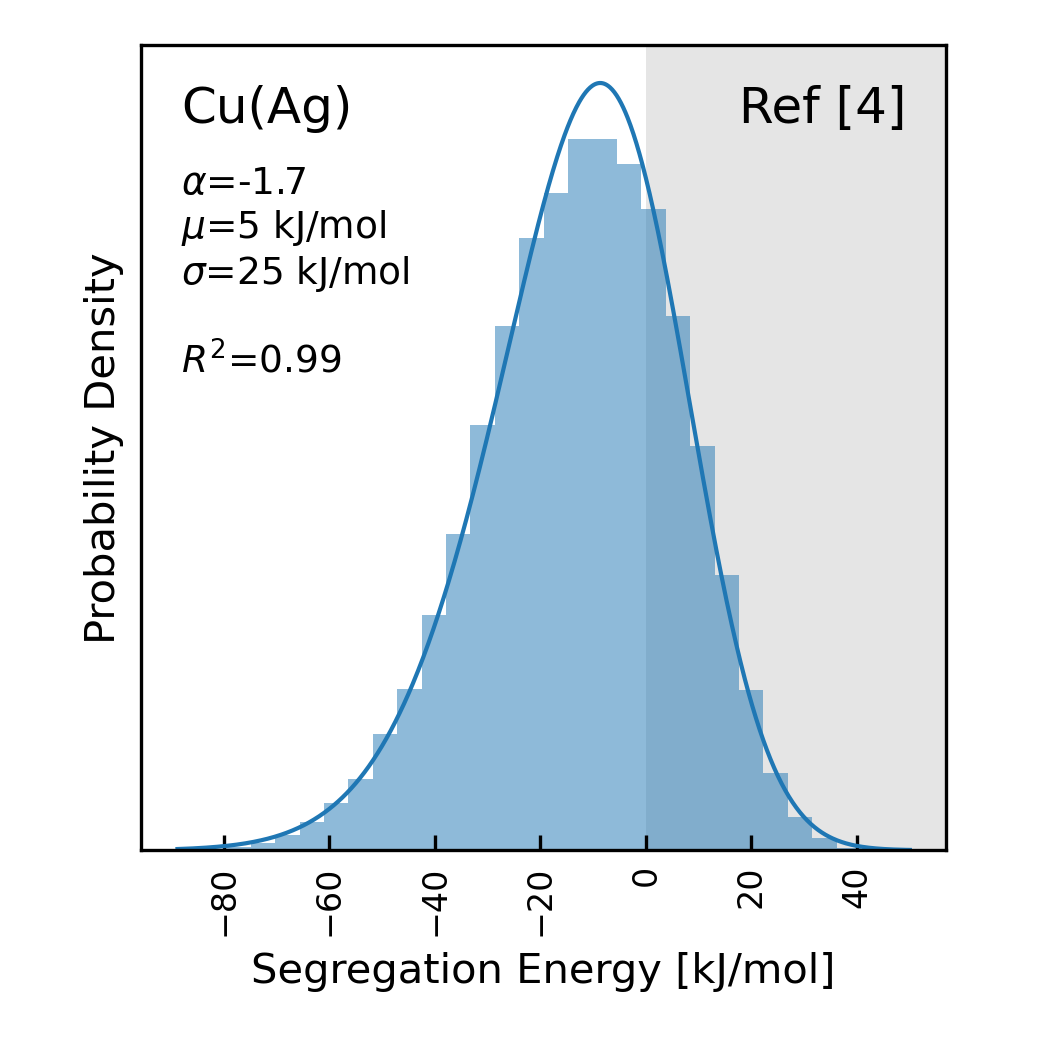 Cu(Ag)
Ref [4]
α=-1.7
μ=5 kJ/mol
σ=25 kJ/mol
R²=0.99
Probability Density
−80
−60
−40
−20
0
20
40
Segregation Energy [kJ/mol]